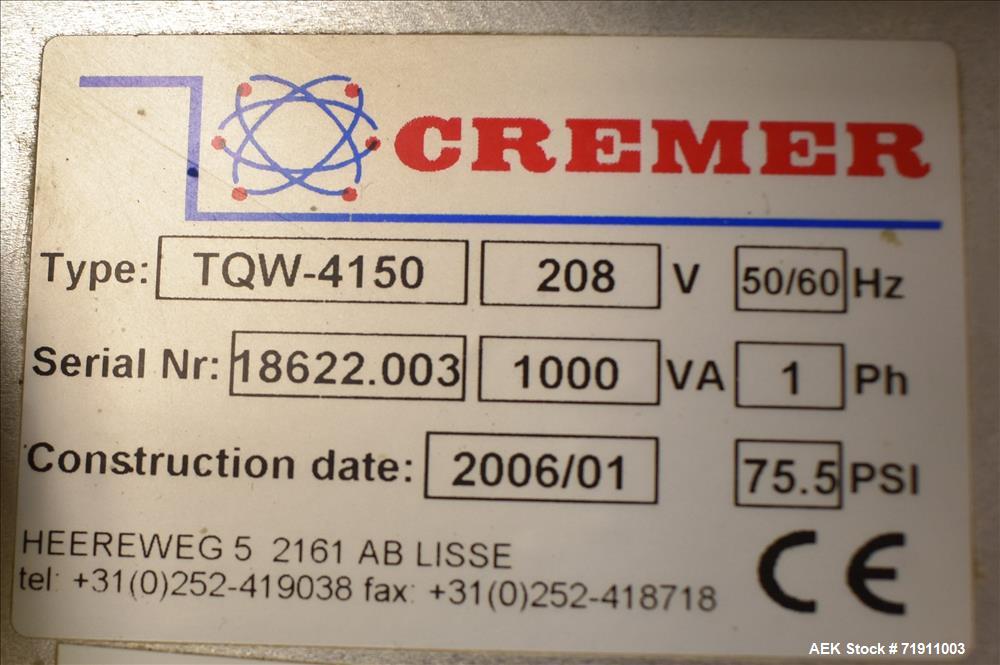 CREMER
Type: TQW-4150 208 V 50/60 Hz
Serial Nr: 18622.003 1000 VA 1 Ph
Construction date: 2006/01 75.5 PSI
HEEREWEG 5 2161 AB LISSE
tel: +31(0)252-419038 fax: +31(0)252-418718
CE
AEK Stock # 71911003